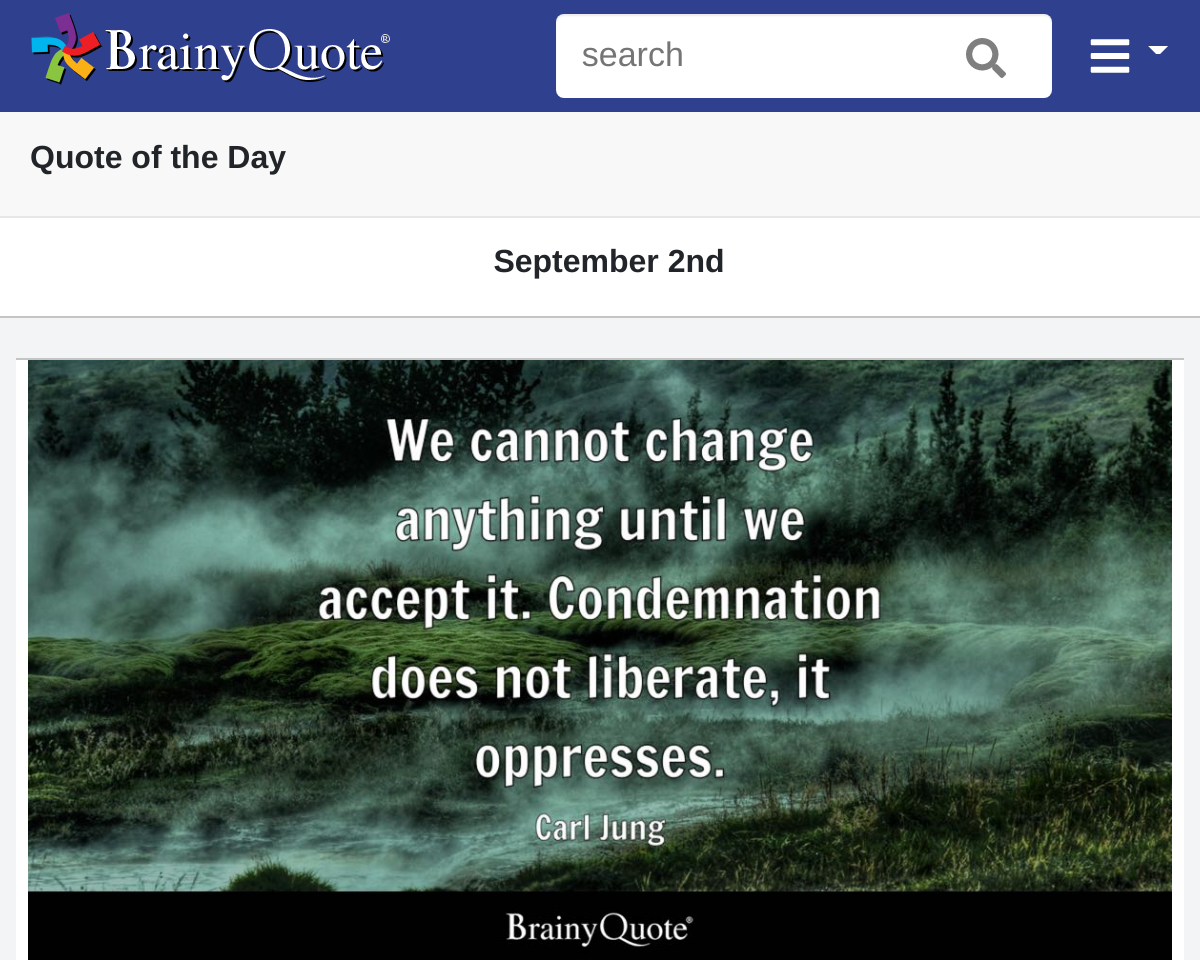 BrainyQuote®
search
Quote of the Day
September 2nd
We cannot change
anything until we
accept it. Condemnation
does not liberate, it
oppresses.
Carl Jung
BrainyQuote®